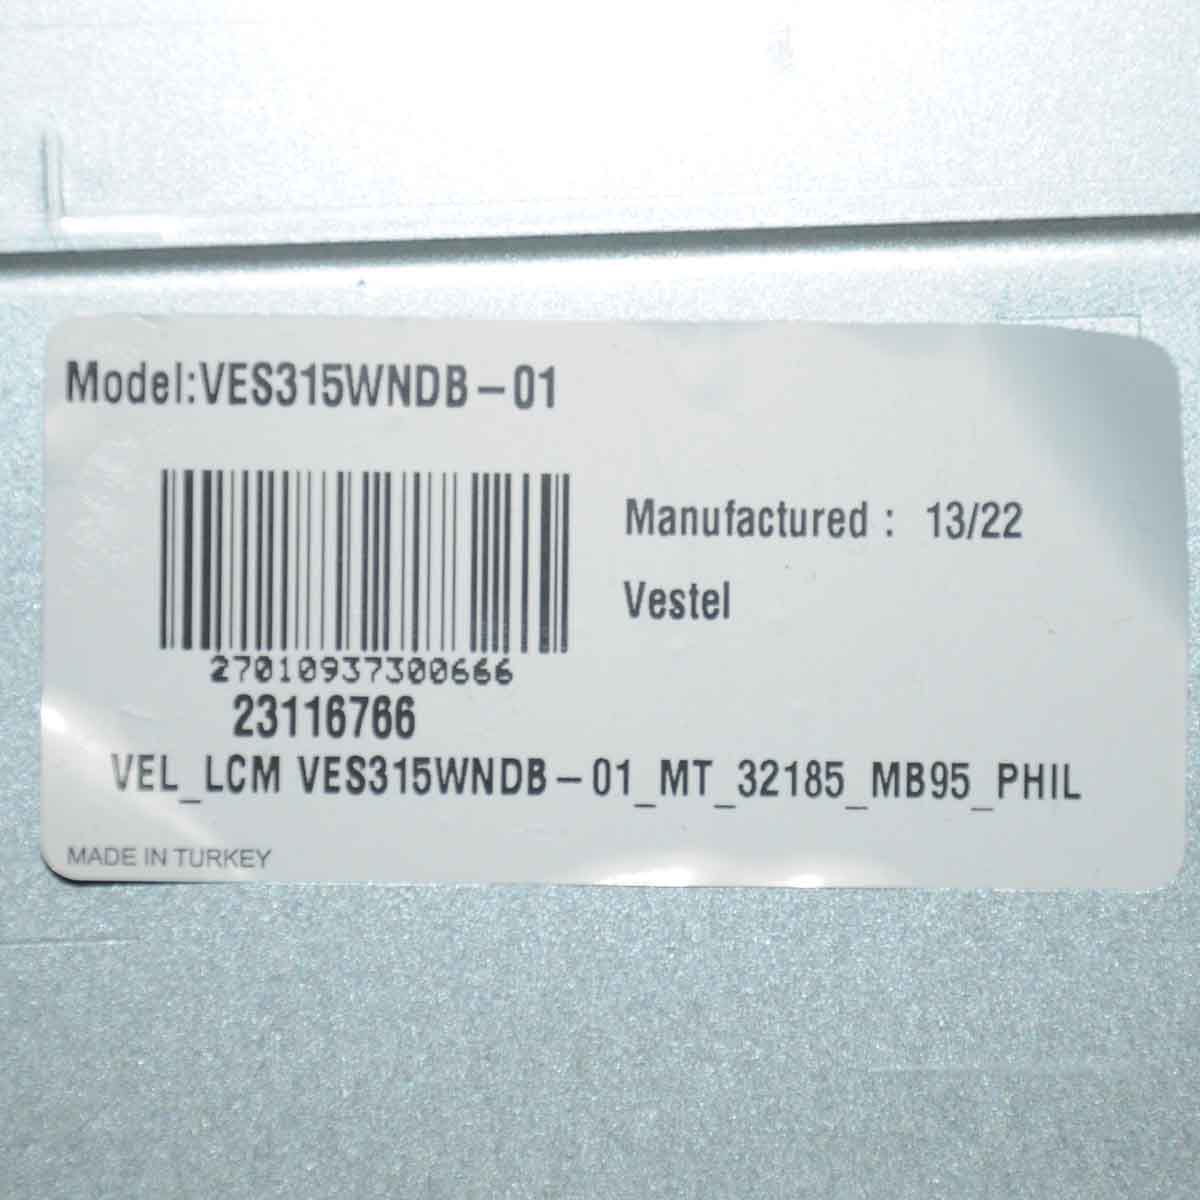 Model:VES315WNDB-01
Manufactured : 13/22
Vestel
27010937300666
23116766
VEL_LCM VES315WNDB-01_MT_32185_MB95_PHIL
MADE IN TURKEY